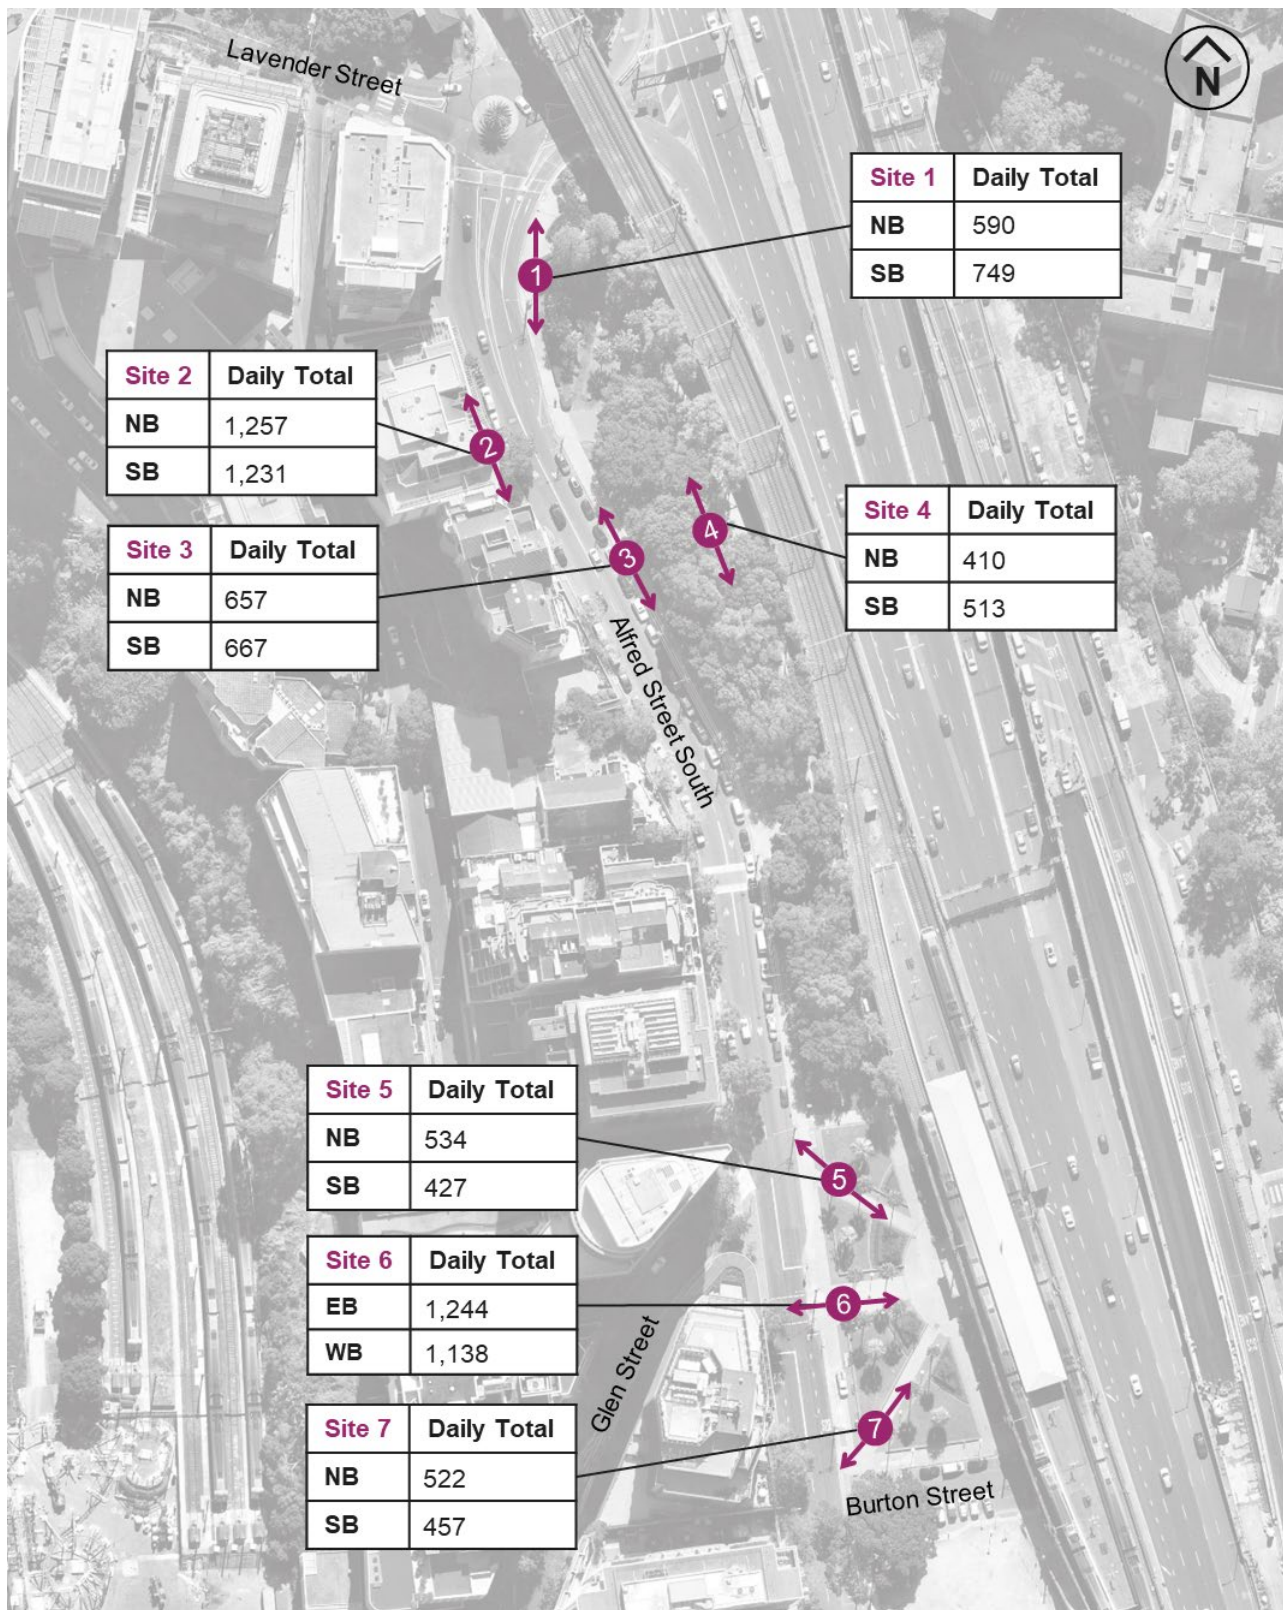 Lavender Street
N
Site 1 Daily Total
NB 590
SB 749
1
Site 2 Daily Total
NB 1,257
SB 1,231
2
Site 3 Daily Total
NB 657
SB 667
3
4
Site 4 Daily Total
NB 410
SB 513
Alfred Street South
Site 5 Daily Total
NB 534
SB 427
5
Site 6 Daily Total
EB 1,244
WB 1,138
6
Glen Street
Site 7 Daily Total
NB 522
SB 457
7
Burton Street